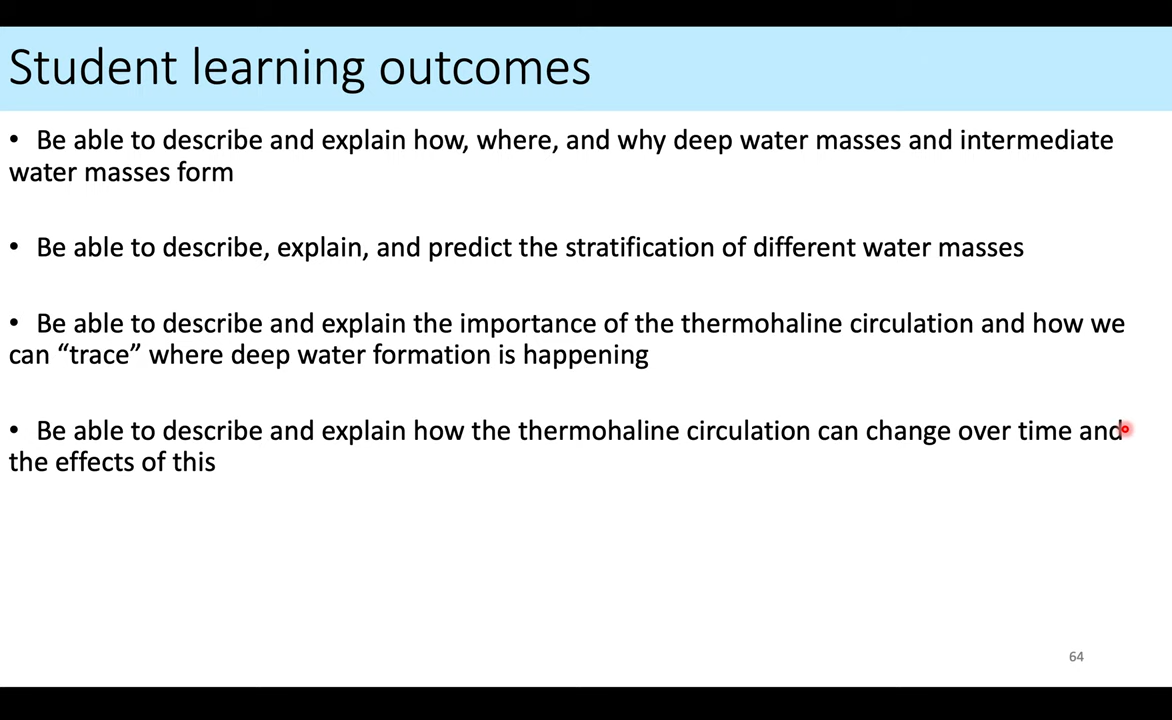 Student learning outcomes
• Be able to describe and explain how, where, and why deep water masses and intermediate
water masses form
• Be able to describe, explain, and predict the stratification of different water masses
• Be able to describe and explain the importance of the thermohaline circulation and how we
can “trace” where deep water formation is happening
• Be able to describe and explain how the thermohaline circulation can change over time and
the effects of this
64